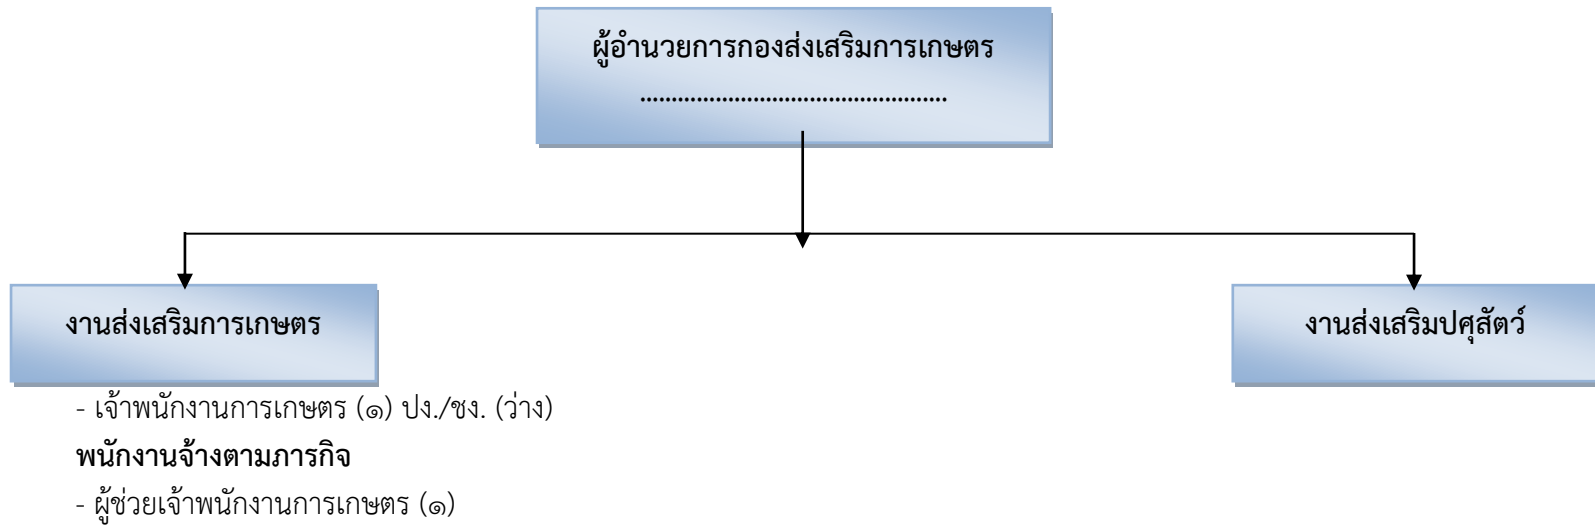 ผู้อำนวยการกองส่งเสริมการเกษตร
.................................................
งานส่งเสริมการเกษตร
งานส่งเสริมปศุสัตว์
- เจ้าพนักงานการเกษตร (๑) ปง./ชง. (ว่าง)
พนักงานจ้างตามภารกิจ
- ผู้ช่วยเจ้าพนักงานการเกษตร (๑)